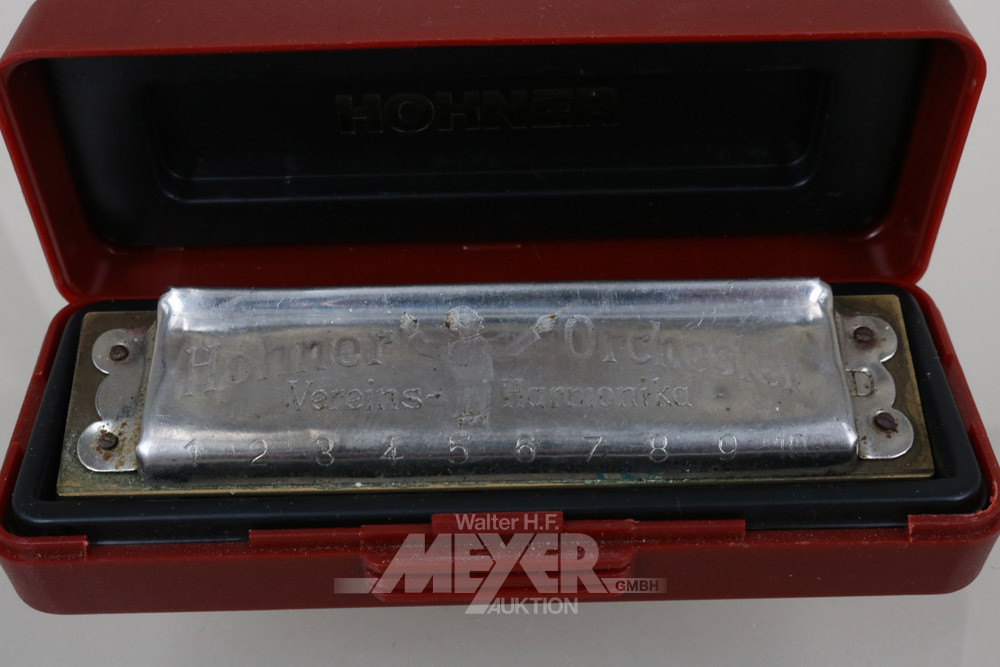 HOHNER
Hohner Orchester
Vereins- Harmonika
D
1 2 3 4 5 6 7 8 9 10
Walter H.F.
MEYER
GMBH
AUKTION